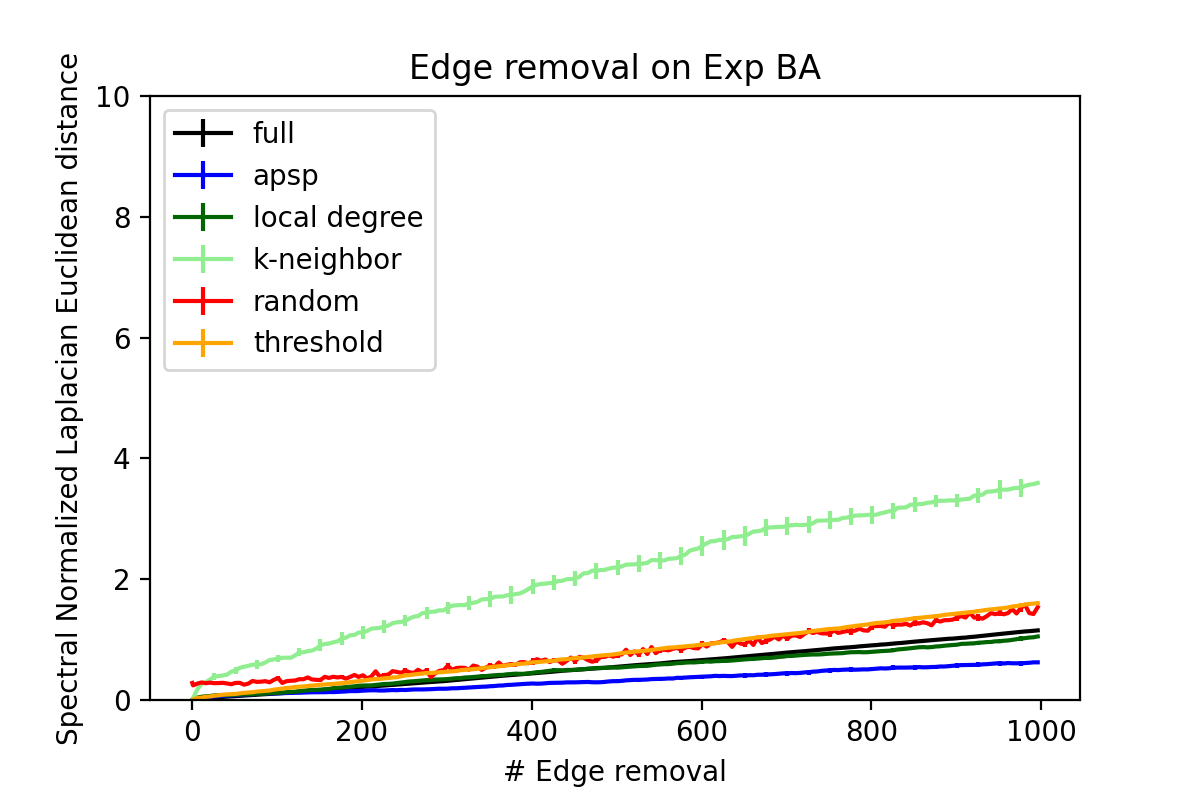 Edge removal on Exp BA
Spectral Normalized Laplacian Euclidean distance
10
8
6
4
2
0
full
apsp
local degree
k-neighbor
random
threshold
0 200 400 600 800 1000
# Edge removal